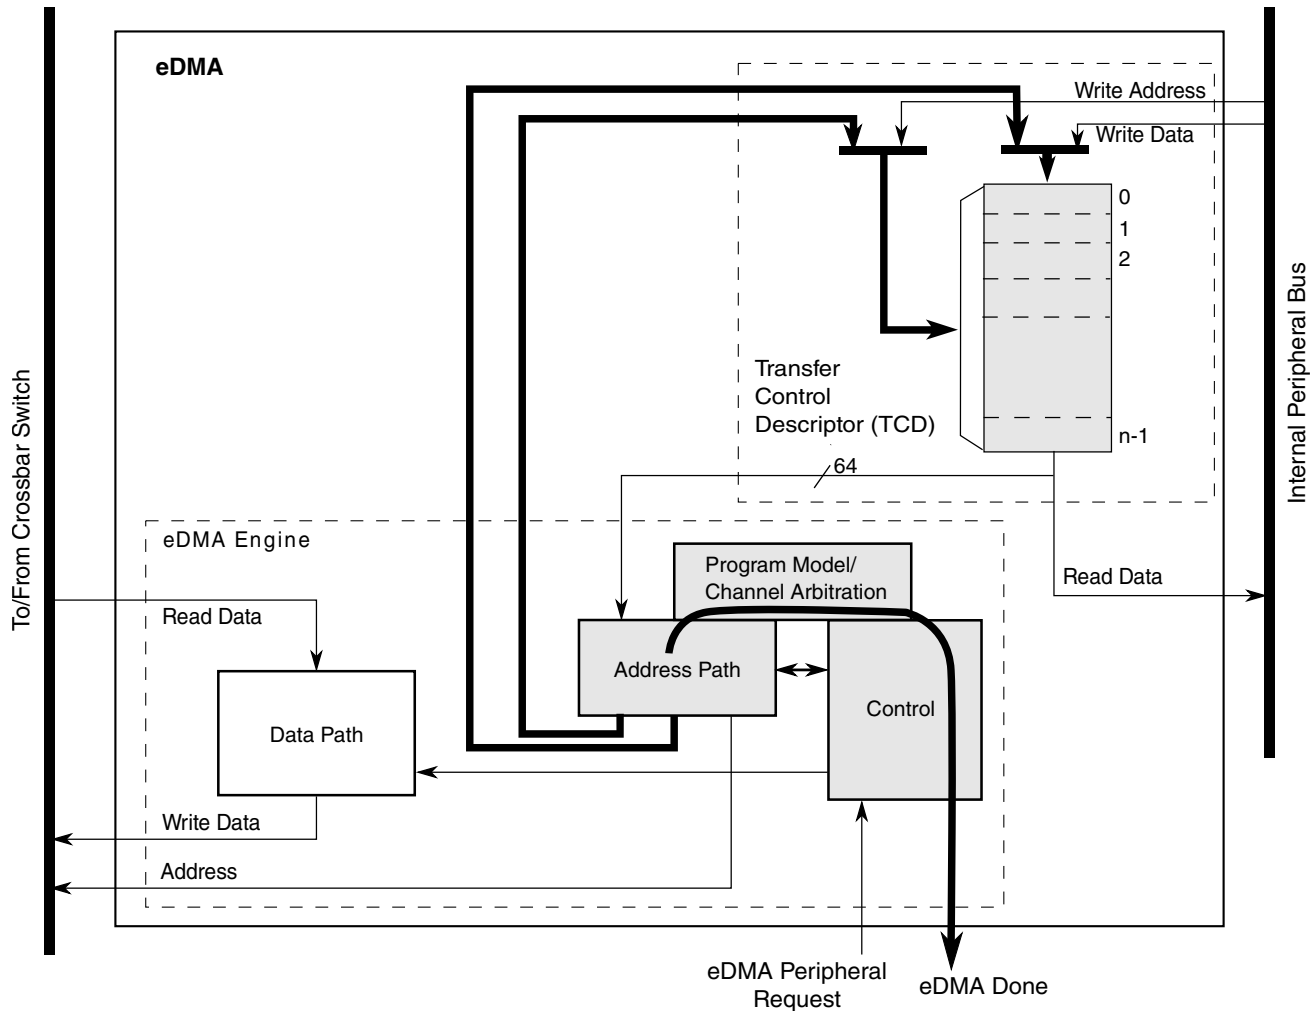 eDMA
Write Address
Write Data
0
1
2
n-1
Transfer
Control
Descriptor (TCD)
64
To/From Crossbar Switch
Internal Peripheral Bus
eDMA Engine
Program Model/
Channel Arbitration
Read Data
Read Data
Address Path
Control
Data Path
Write Data
Address
eDMA Peripheral
Request
eDMA Done